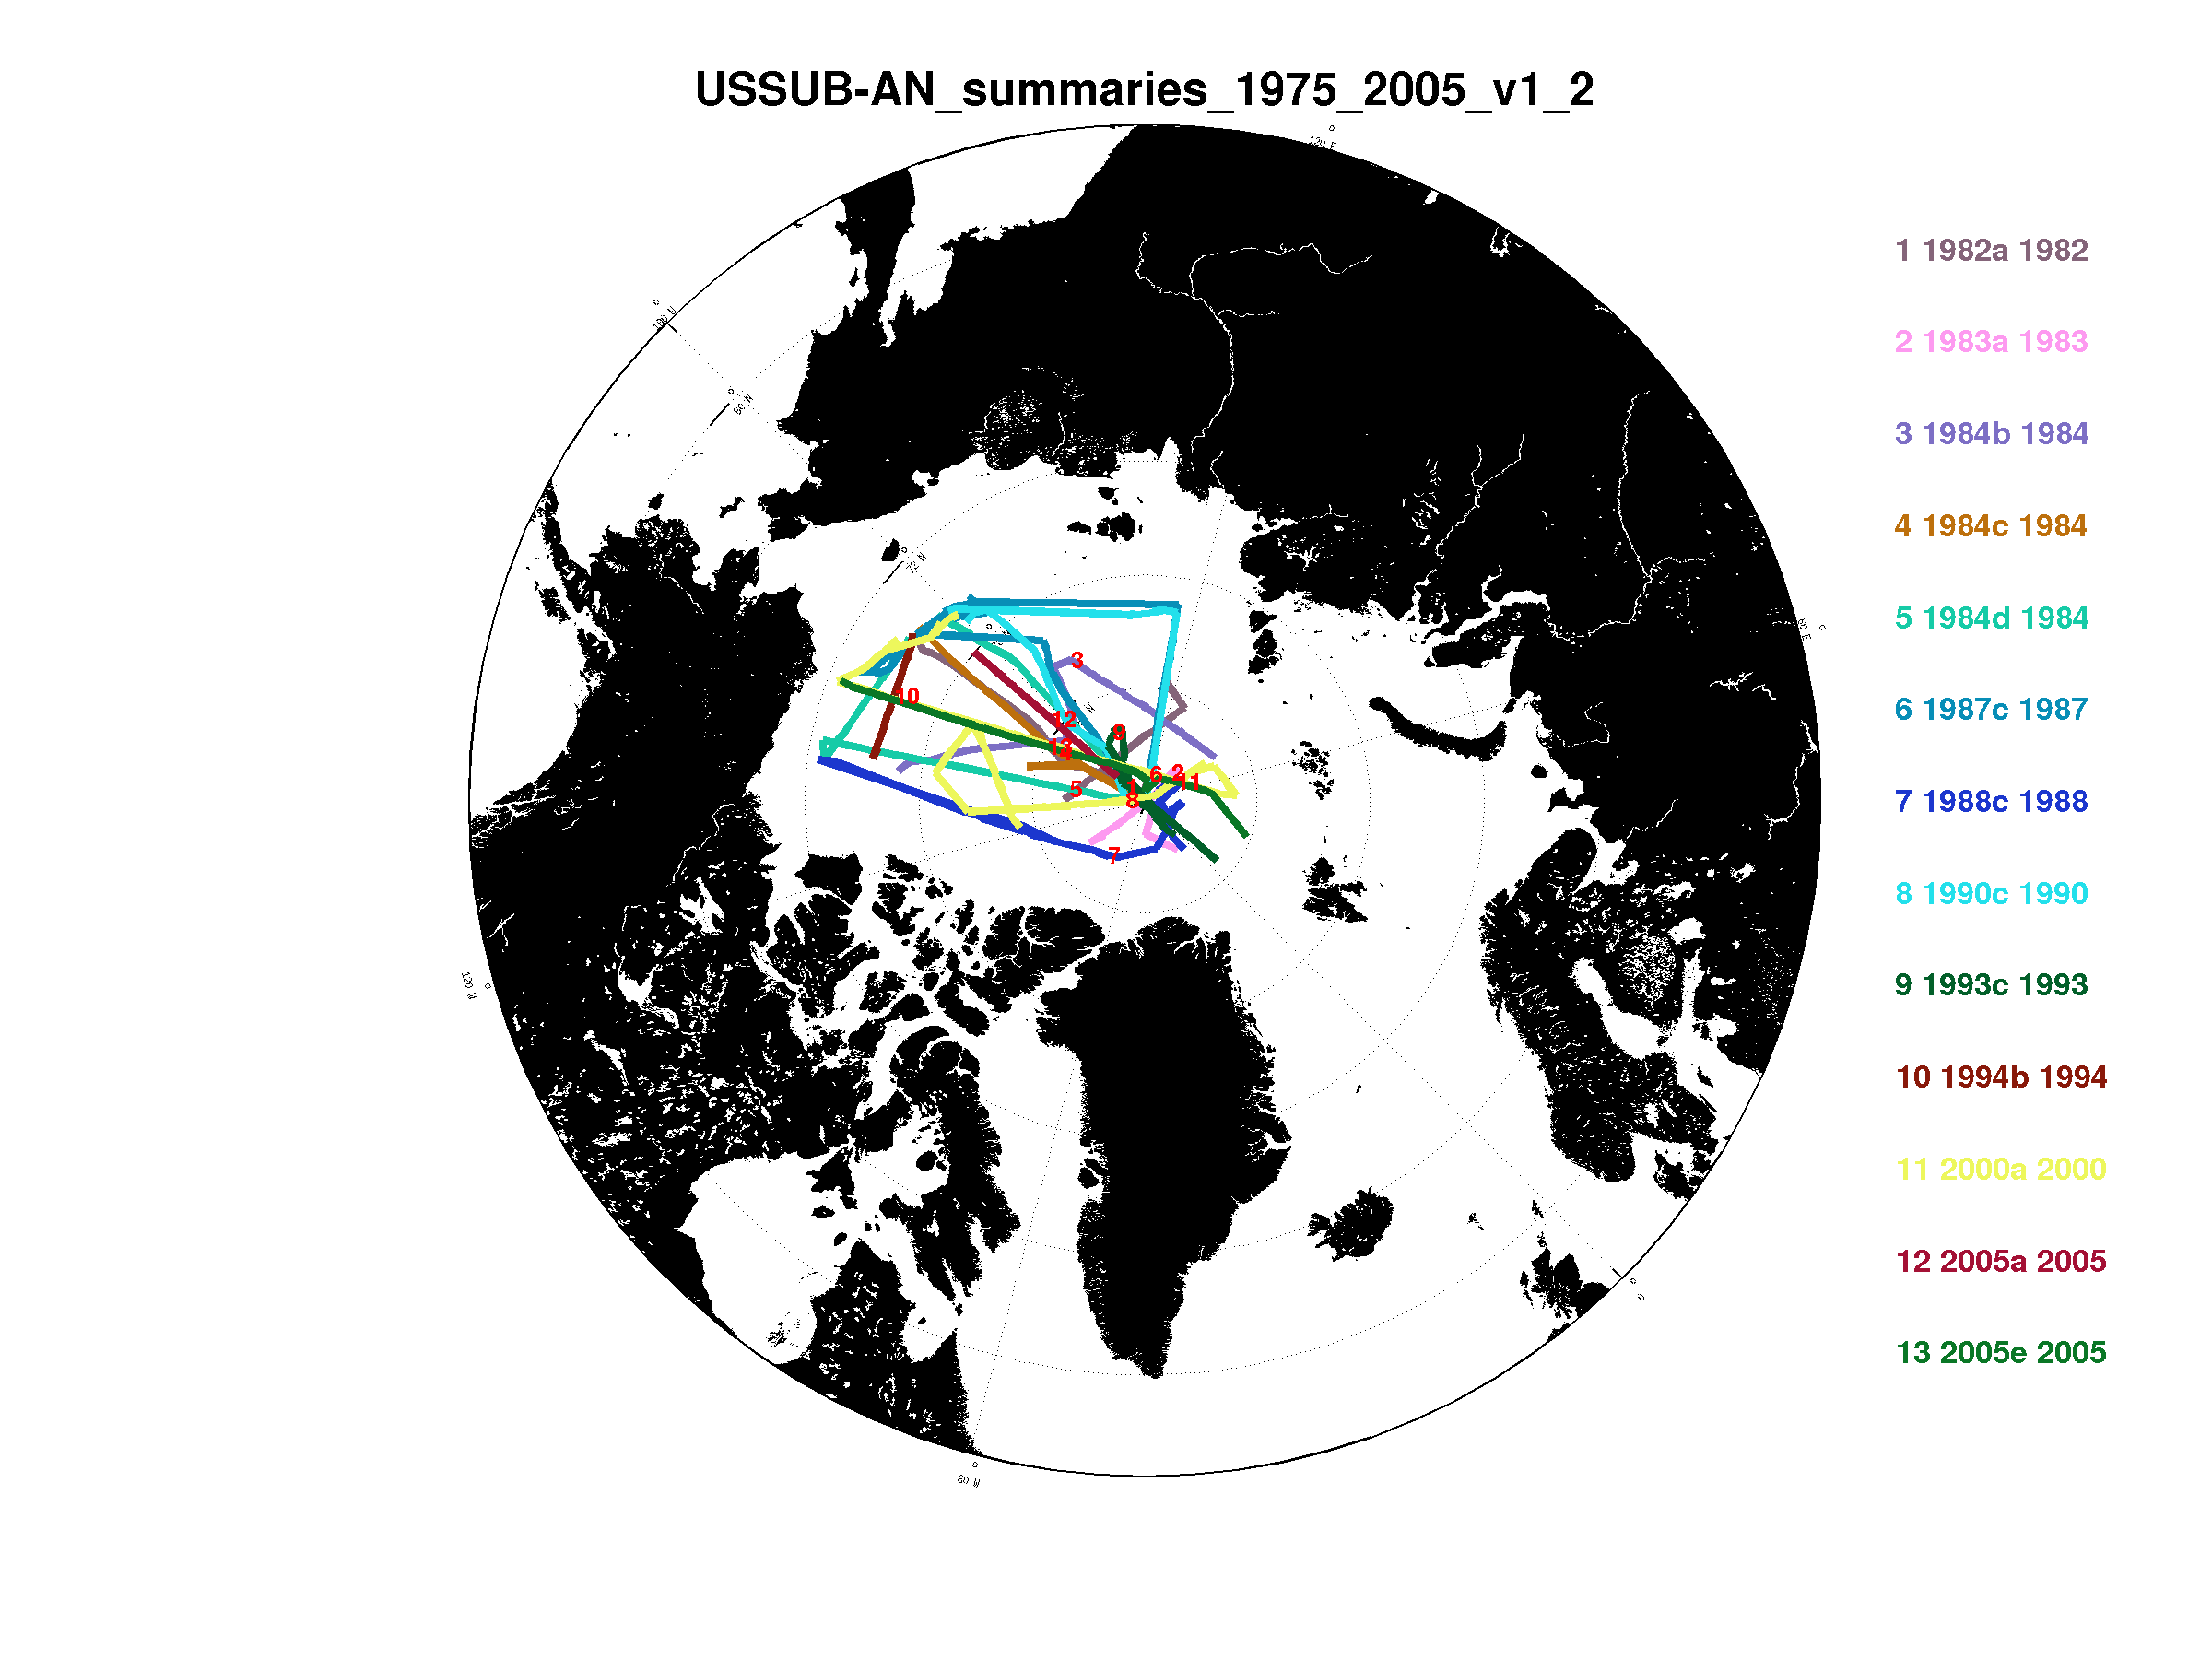 USSUB-AN_summaries_1975_2005_v1_2
120 E
180 W
60 N
70 N
60 E
120 W
60 W
0
1 1982a 1982
2 1983a 1983
3 1984b 1984
4 1984c 1984
5 1984d 1984
6 1987c 1987
7 1988c 1988
8 1990c 1990
9 1993c 1993
10 1994b 1994
11 2000a 2000
12 2005a 2005
13 2005e 2005
3
10
12
9
13
4
6
2
11
5
1
8
7